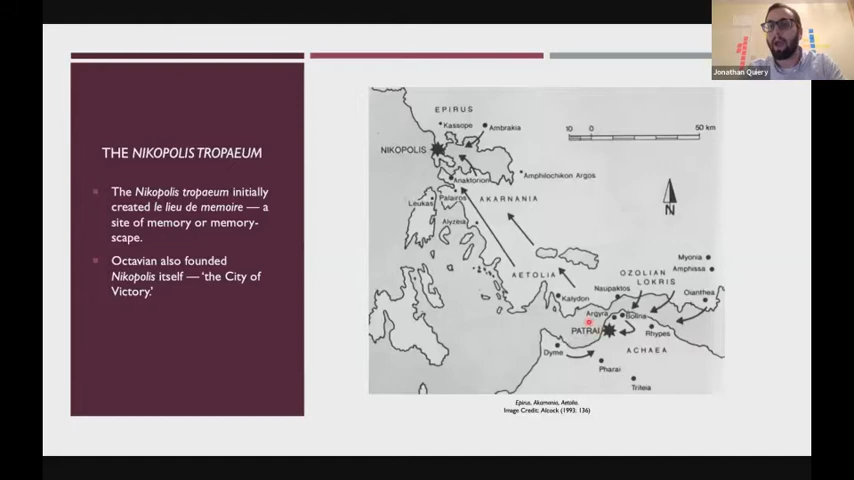 Jonathan Quiery
THE NIKOPOLIS TROPAEUM
The Nikopolis tropaeum initially
created le lieu de memoire — a
site of memory or memory-
scape.
Octavian also founded
Nikopolis itself — 'the City of
Victory.'
EPIRUS
Kassope
Ambrakia
10 0 50 km
NIKOPOLIS
Anaktorion
Amphilochikon Argos
Palairos
AKARNANIA
Leukas
N
Alyzeia
Myonia
AETOLIA
OZOLIAN
Amphissa
LOKRIS
Naupaktos
Oianthea
Kalydon
Argyra
Bolina
PATRAI
Rhypes
Dyme
ACHAEA
Pharai
Triteia
Epirus, Akarnania, Aetolia.
Image Credit: Alcock (1993: 136)